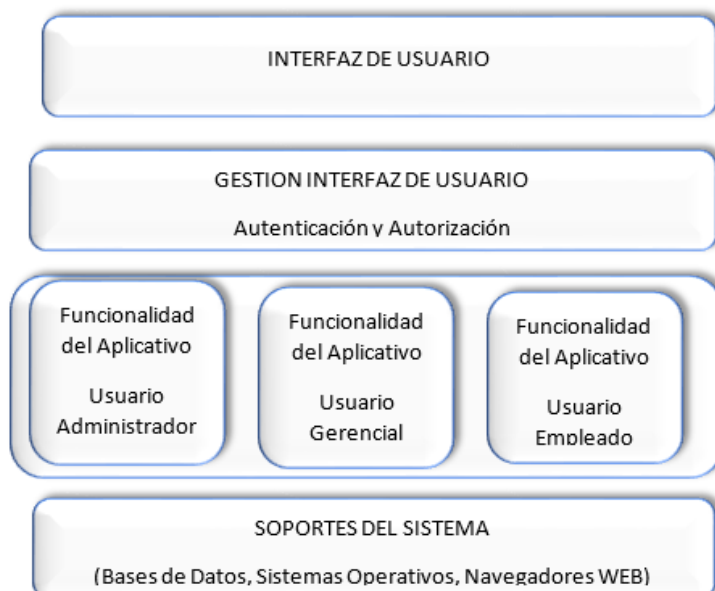 INTERFAZ DE USUARIO
GESTION INTERFAZ DE USUARIO
Autenticación y Autorización
Funcionalidad
del Aplicativo
Usuario
Administrador
Funcionalidad
del Aplicativo
Usuario
Gerencial
Funcionalidad
del Aplicativo
Usuario
Empleado
SOPORTES DEL SISTEMA
(Bases de Datos, Sistemas Operativos, Navegadores WEB)